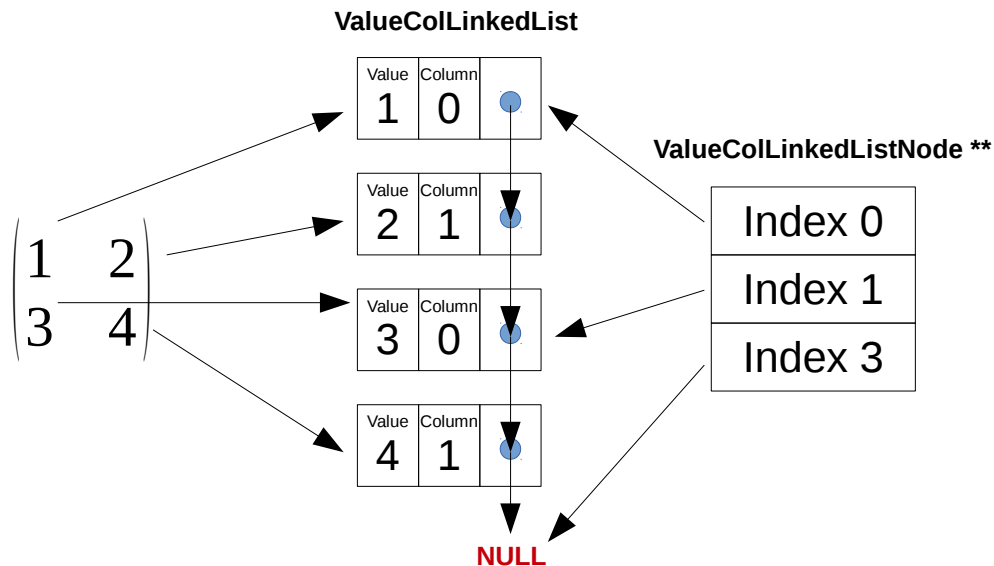 ValueColLinkedList
Value Column
1 0
ValueColLinkedListNode **
Value Column
2 1
Index 0
1 2
3 4
Index 1
Value Column
3 0
Index 3
Value Column
4 1
NULL